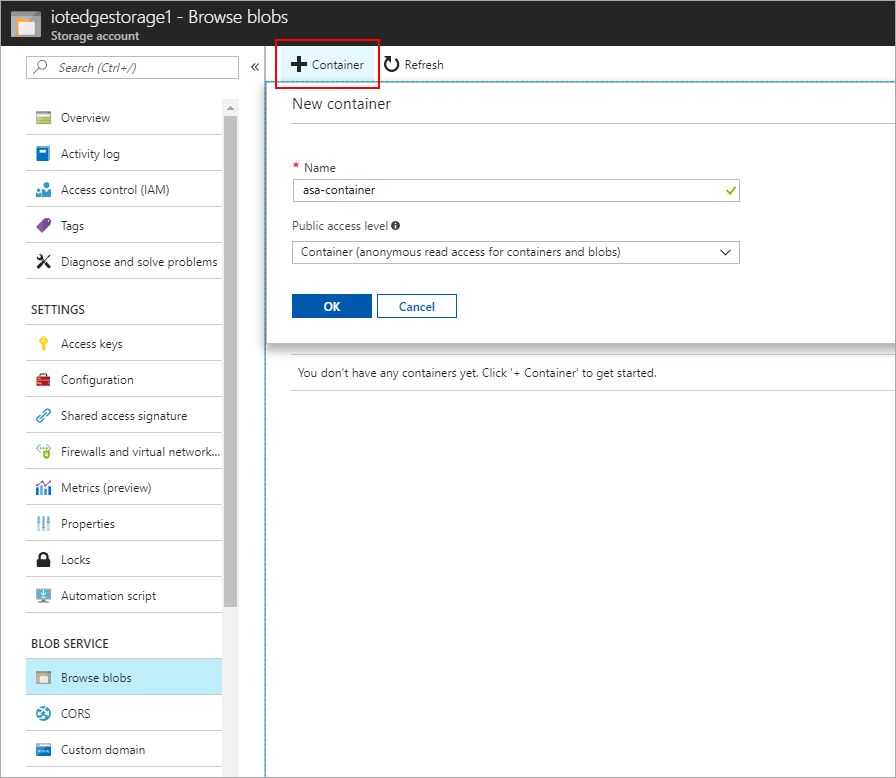 iotedgestorage1 - Browse blobs
Storage account
Search (Ctrl+/)
«
Overview
Activity log
Access control (IAM)
Tags
Diagnose and solve problems
SETTINGS
Access keys
Configuration
Shared access signature
Firewalls and virtual network...
Metrics (preview)
Properties
Locks
Automation script
BLOB SERVICE
Browse blobs
CORS
Custom domain
Container
Refresh
New container
* Name
asa-container
Public access level
Container (anonymous read access for containers and blobs)
OK
Cancel
You don't have any containers yet. Click '+ Container' to get started.